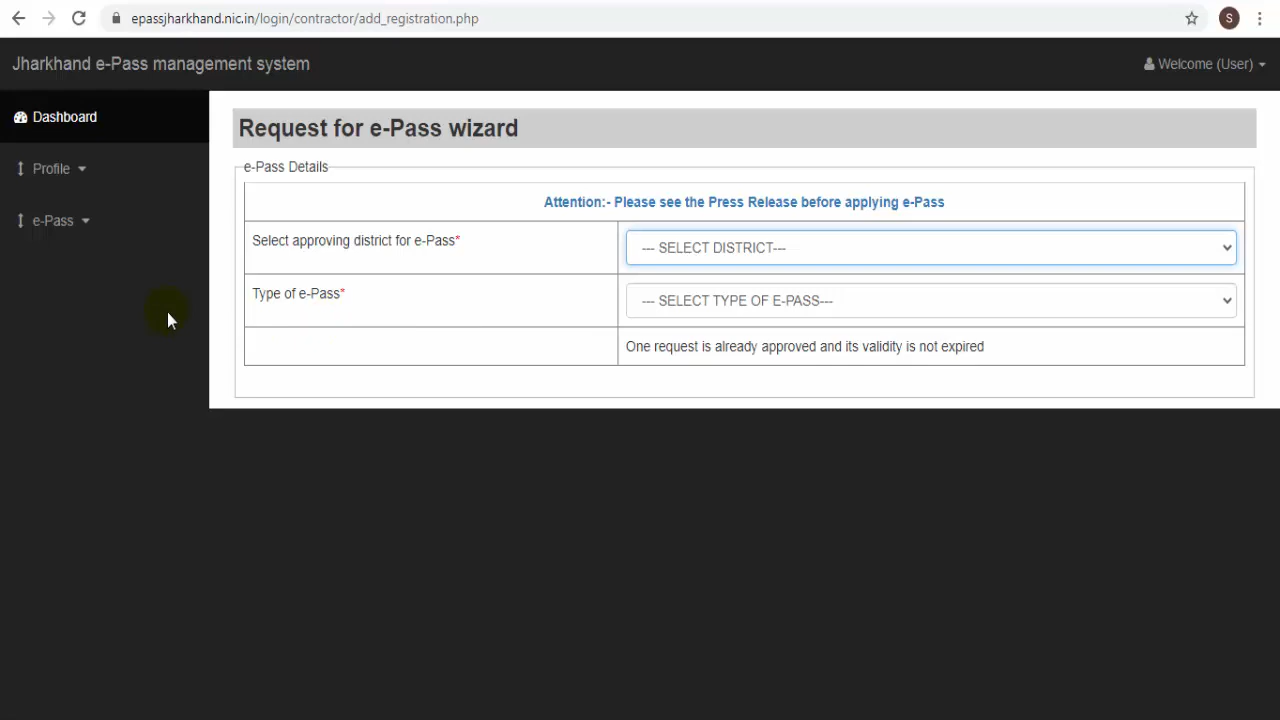 epassjharkhand.nic.in/login/contractor/add_registration.php
S
Jharkhand e-Pass management system
Welcome (User)
Dashboard
Profile
e-Pass
Request for e-Pass wizard
e-Pass Details
Attention:- Please see the Press Release before applying e-Pass
Select approving district for e-Pass*
--- SELECT DISTRICT---
Type of e-Pass*
--- SELECT TYPE OF E-PASS---
One request is already approved and its validity is not expired